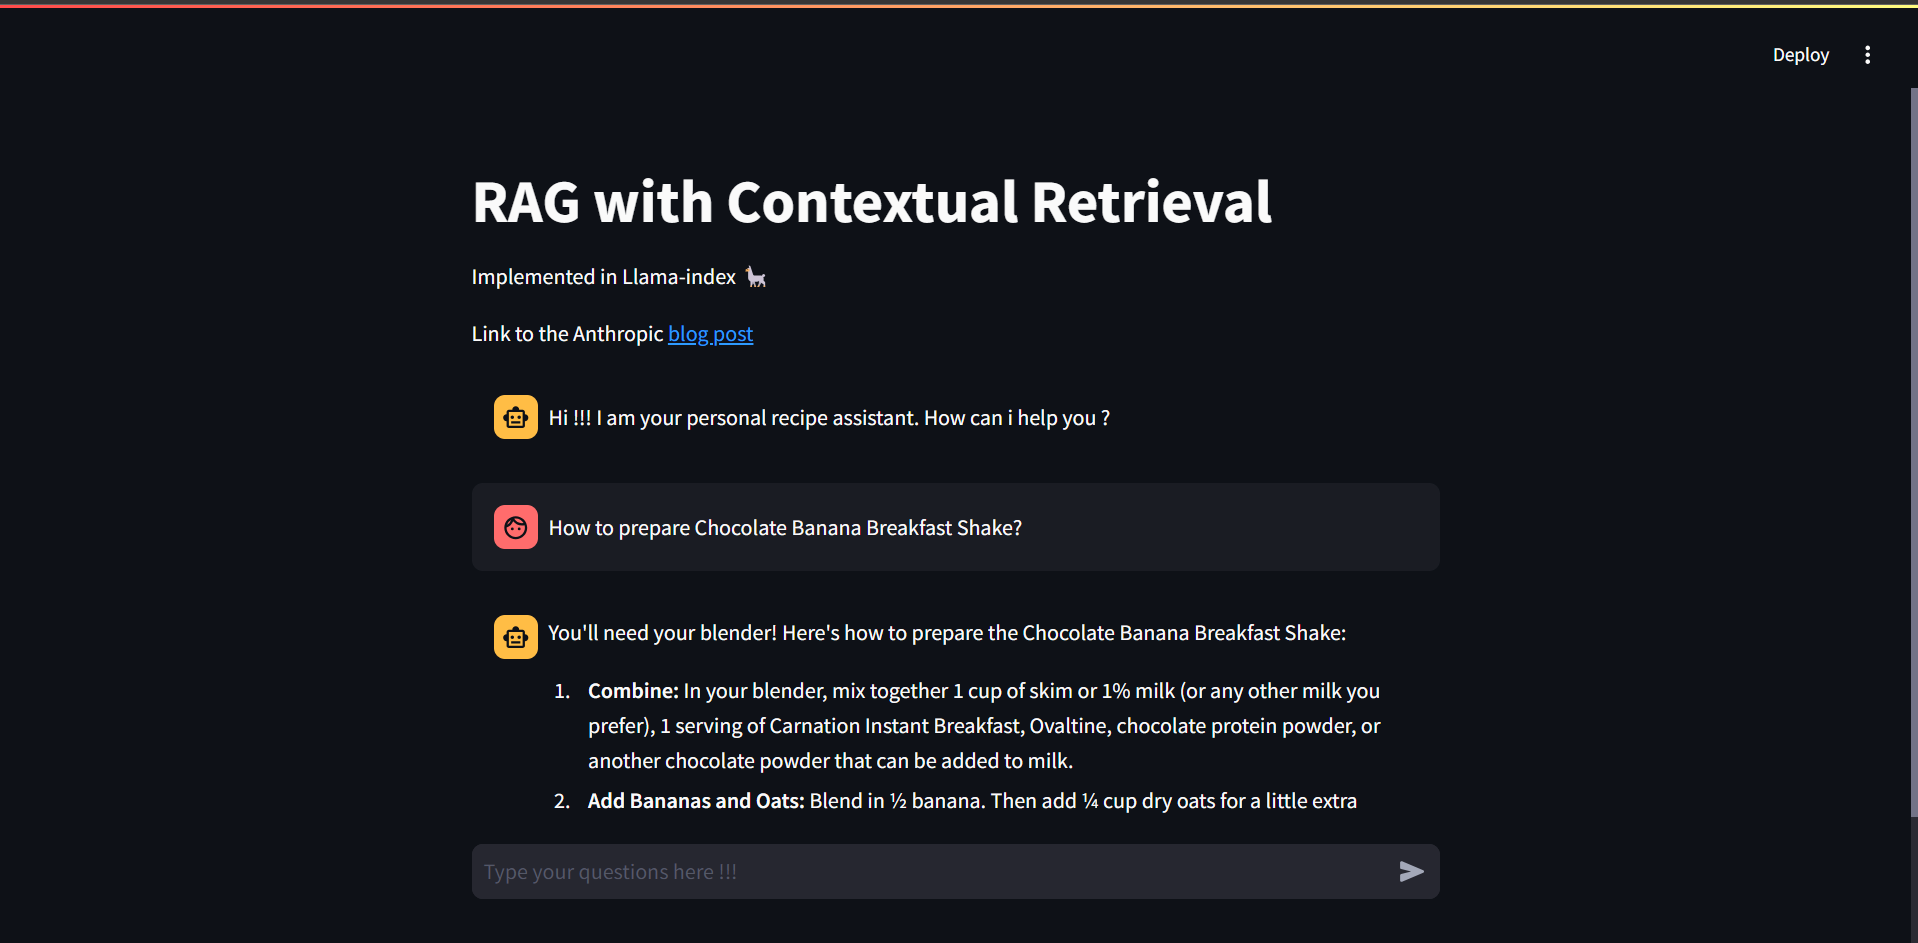 Deploy
RAG with Contextual Retrieval
Implemented in Llama-index 🦙
Link to the Anthropic blog post
Hi !!! I am your personal recipe assistant. How can i help you ?
How to prepare Chocolate Banana Breakfast Shake?
You'll need your blender! Here's how to prepare the Chocolate Banana Breakfast Shake:
1. Combine: In your blender, mix together 1 cup of skim or 1% milk (or any other milk you
prefer), 1 serving of Carnation Instant Breakfast, Ovaltine, chocolate protein powder, or
another chocolate powder that can be added to milk.
2. Add Bananas and Oats: Blend in ½ banana. Then add ¼ cup dry oats for a little extra
Type your questions here !!!